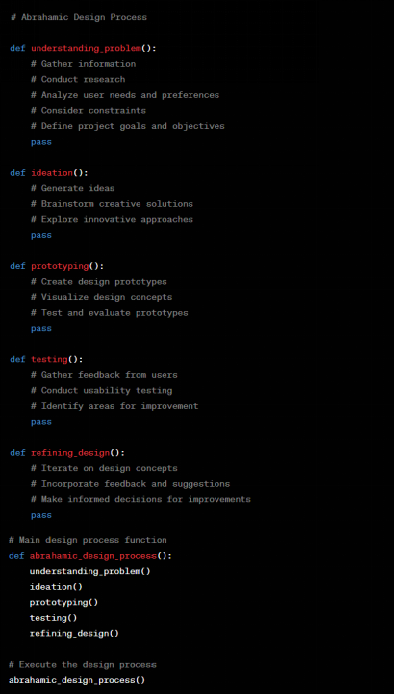 # Abrahamic Design Process
def understanding_problem():
# Gather information
# Conduct research
# Analyze user needs and preferences
# Consider constraints
# Define project goals and objectives
pass
def ideation():
# Generate ideas
# Brainstorm creative solutions
# Explore innovative approaches
pass
def prototyping():
# Create design prototypes
# Visualize design concepts
# Test and evaluate prototypes
pass
def testing():
# Gather feedback from users
# Conduct usability testing
# Identify areas for improvement
pass
def refining_design():
# Iterate on design concepts
# Incorporate feedback and suggestions
# Make informed decisions for improvements
pass
# Main design process function
def abrahamic_design_process():
understanding_problem()
ideation()
prototyping()
testing()
refining_design()
# Execute the design process
abrahamic_design_process()